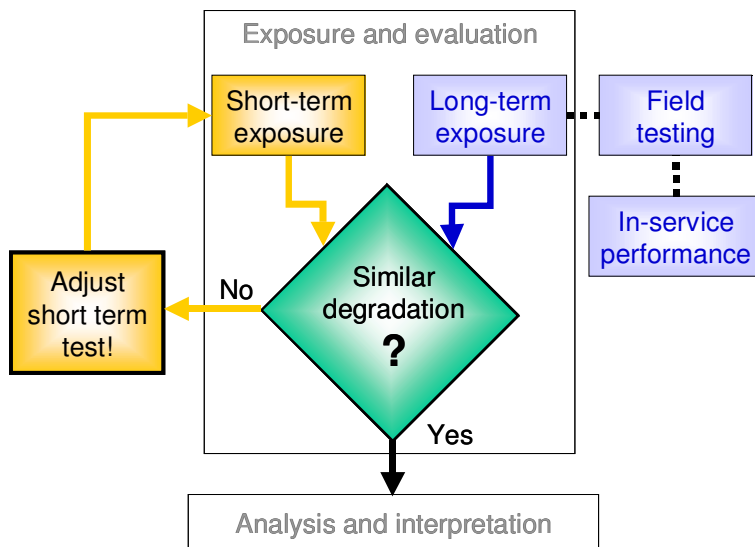 Exposure and evaluation
Short-term
exposure
Long-term
exposure
Field
testing
In-service
performance
Similar
degradation
?
No
Adjust
short term
test!
Yes
Analysis and interpretation